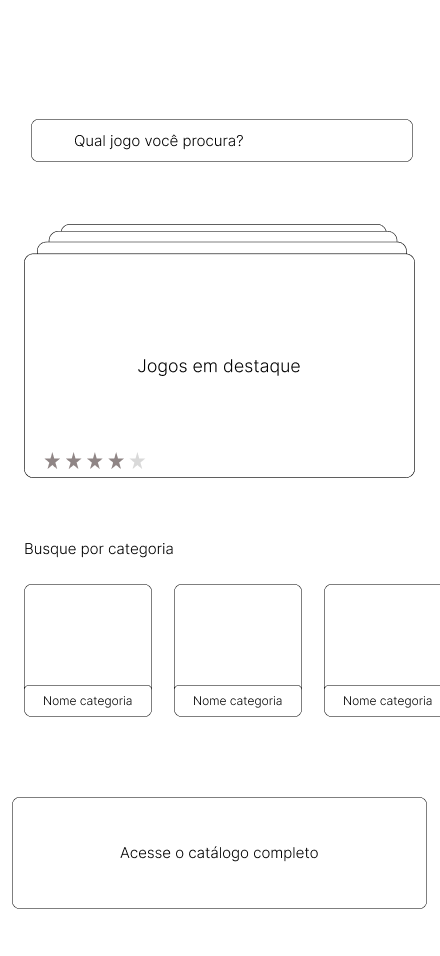 Qual jogo você procura?
Jogos em destaque
Busque por categoria
Nome categoria
Nome categoria
Nome categoria
Acesse o catálogo completo